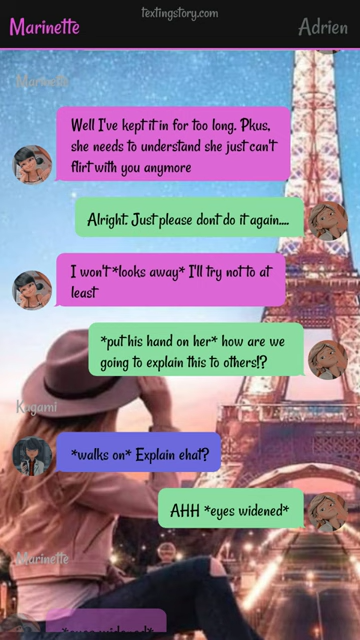 textingstory.com
Marinette
Adrien
Marinette
Well I've kept it in for too long. Pkus,
she needs to understand she just can't
flirt with you anymore
Alright. Just please dont do it again....
I won't *looks away* I'll try not to at
least
*put his hand on her* how are we
going to explain this to others!?
Kagami
*walks on* Explain ehat?
AHH *eyes widened*
Marinette
*eyes widened*